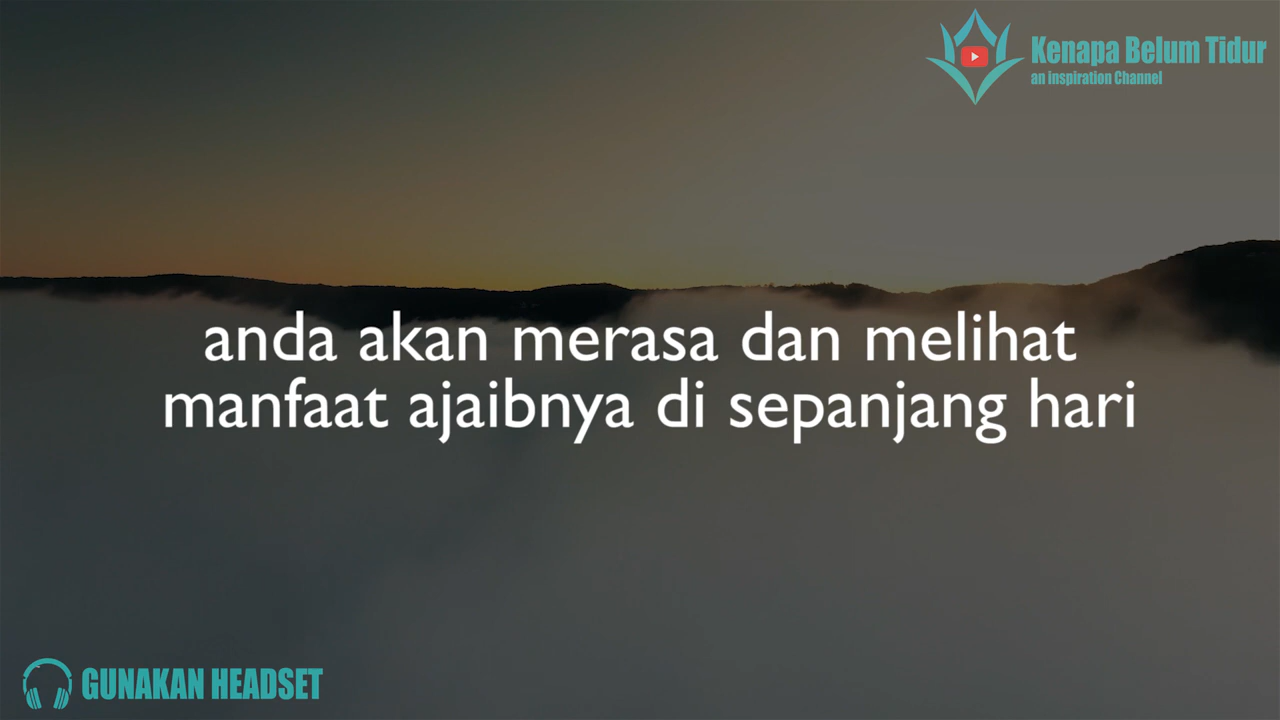 Kenapa Belum Tidur
an inspiration Channel
anda akan merasa dan melihat
manfaat ajaibnya di sepanjang hari
GUNAKAN HEADSET